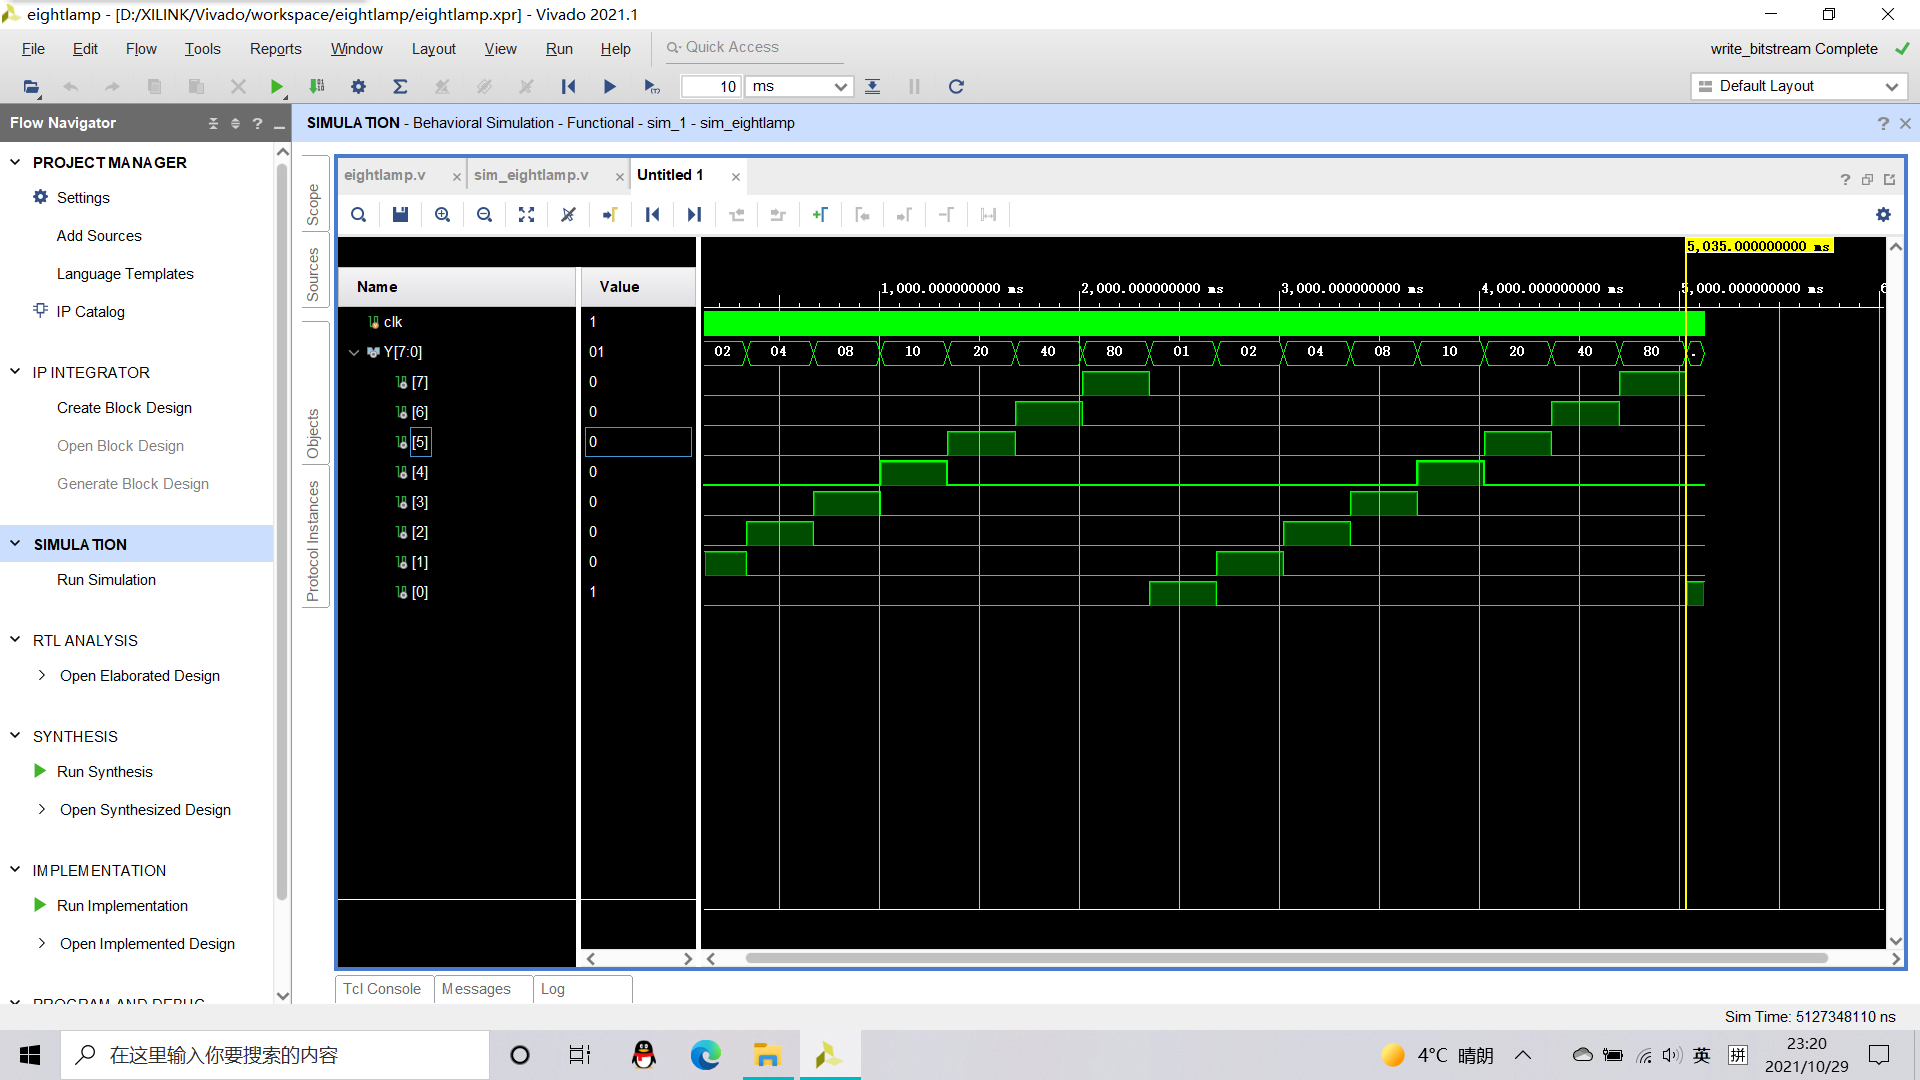 eightlamp - [D:/XILINK/Vivado/workspace/eightlamp/eightlamp.xpr] - Vivado 2021.1
File Edit Flow Tools Reports Window Layout View Run Help Quick Access
write_bitstream Complete
10 ms
Default Layout
Flow Navigator
SIMULATION - Behavioral Simulation - Functional - sim_1 - sim_eightlamp
PROJECT MANAGER
Settings
Add Sources
Language Templates
IP Catalog
IP INTEGRATOR
Create Block Design
Open Block Design
Generate Block Design
SIMULATION
Run Simulation
RTL ANALYSIS
Open Elaborated Design
SYNTHESIS
Run Synthesis
Open Synthesized Design
IMPLEMENTATION
Run Implementation
Open Implemented Design
PROGRAM AND DEBUG
Scope
Sources
Objects
Protocol Instances
eightlamp.v
sim_eightlamp.v
Untitled 1
5,035.000000000 ms
Name Value
1,000.000000000 ms 2,000.000000000 ms 3,000.000000000 ms 4,000.000000000 ms 5,000.000000000 ms 6
clk 1
Y[7:0] 01
02 04 08 10 20 40 80 01 02 04 08 10 20 40 80 .
[7] 0
[6] 0
[5] 0
[4] 0
[3] 0
[2] 0
[1] 0
[0] 1
Tcl Console Messages Log
Sim Time: 5127348110 ns
在这里输入你要搜索的内容
4°C 晴朗
英
拼
23:20
2021/10/29